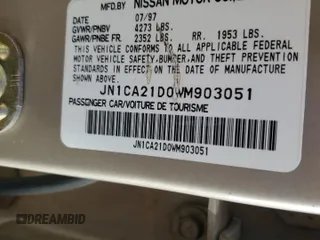 MFD.BY NISSAN MOTOR CO.,
DATE 07/97
GVWR/PNBV 4273 LBS.
GAWR/PNBE FR. 2352 LBS. RR. 1953 LBS.
THIS VEHICLE CONFORMS TO ALL APPLICABLE FEDERAL
MOTOR VEHICLE SAFETY, BUMPER, AND THEFT PREVENTION
STANDARDS IN EFFECT ON THE DATE OF MANUFACTURE
SHOWN ABOVE.
JN1CA21D0WM903051
PASSENGER CAR/VOITURE DE TOURISME
JN1CA21D0WM903051
DREAMBID